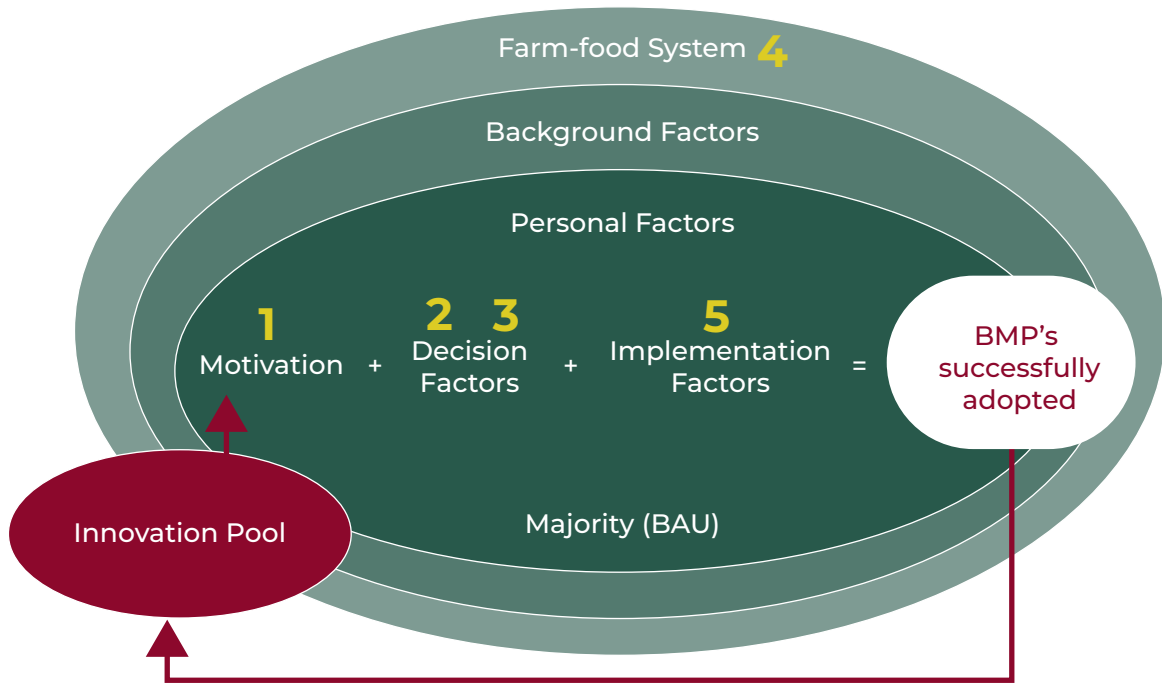 Farm-food System 4
Background Factors
Personal Factors
1
Motivation
+
2 3
Decision
Factors
+
5
Implementation
Factors
=
BMP's
successfully
adopted
Innovation Pool
Majority (BAU)